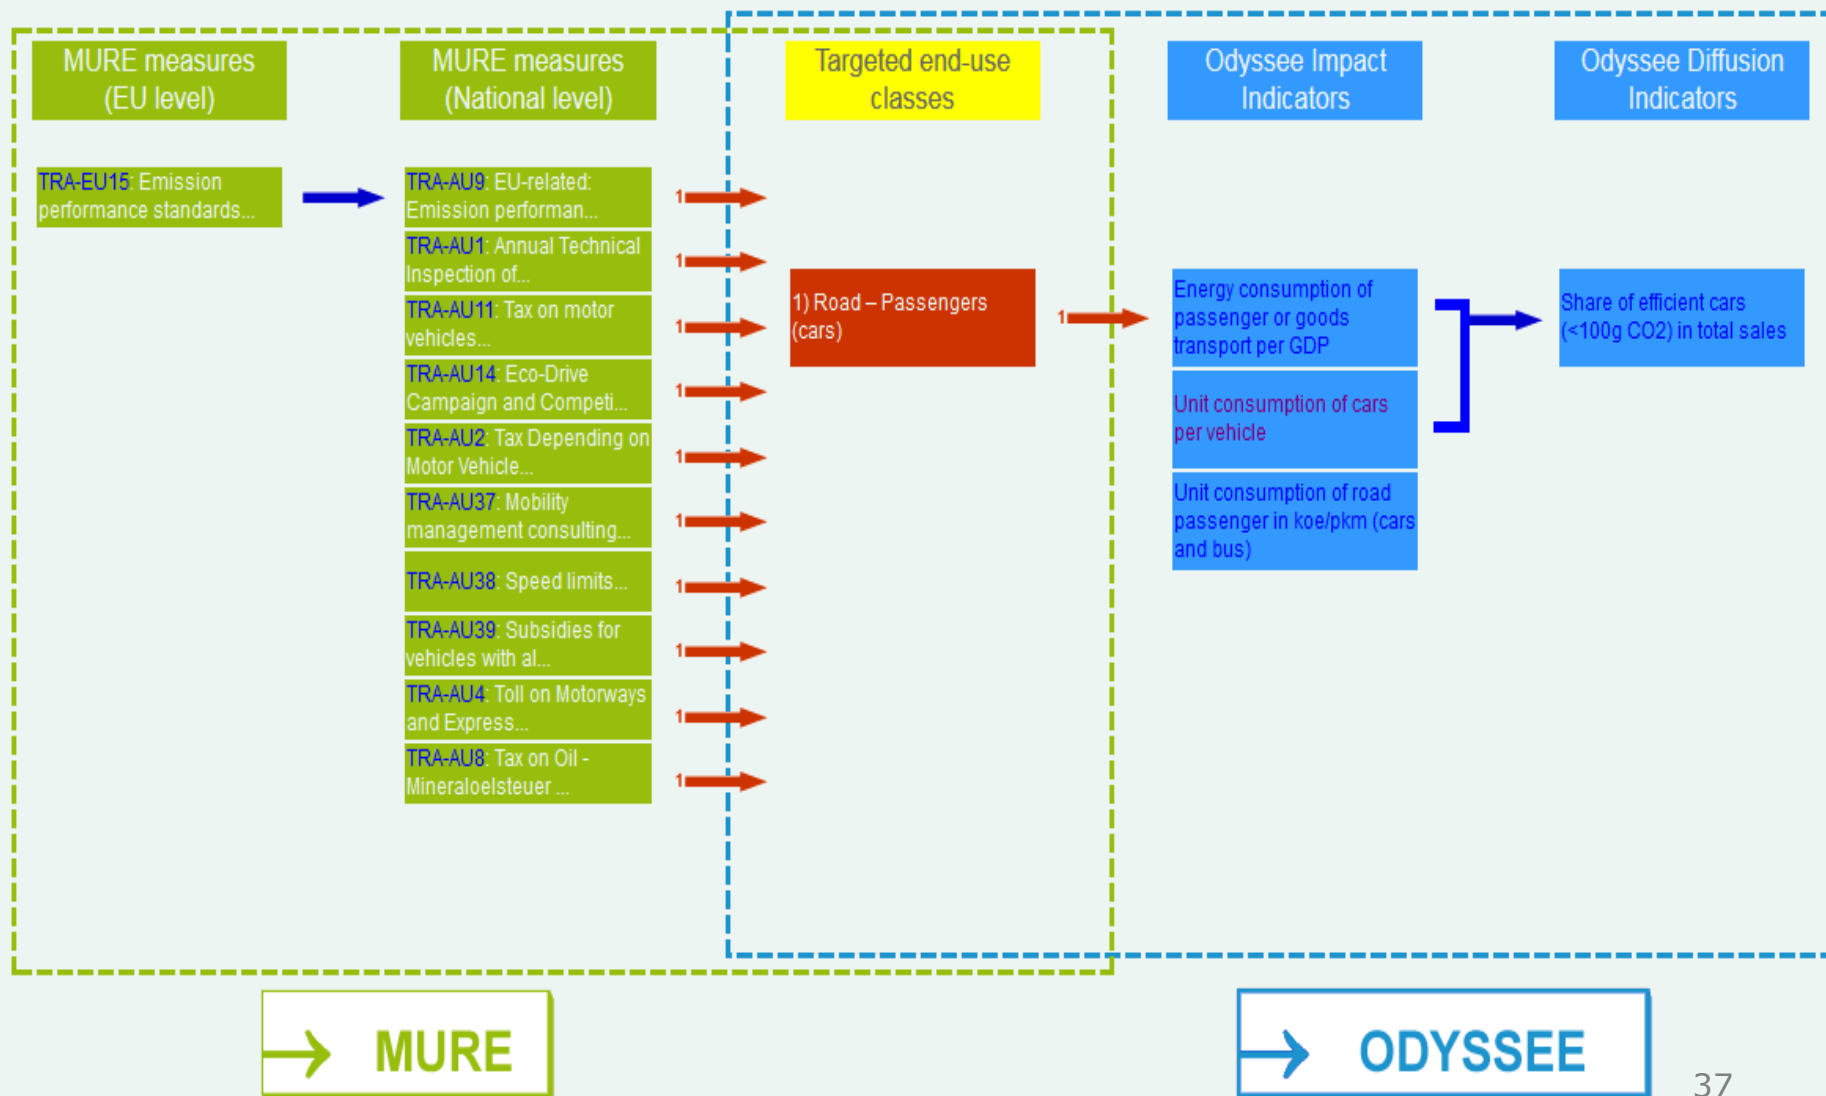 MURE measures
(EU level)
MURE measures
(National level)
Targeted end-use
classes
Odyssee Impact
Indicators
Odyssee Diffusion
Indicators
TRA-EU15: Emission
performance standards...
TRA-AU9: EU-related:
Emission performan...
1
TRA-AU1: Annual Technical
Inspection of...
1
TRA-AU11: Tax on motor
vehicles...
1
TRA-AU14: Eco-Drive
Campaign and Competi...
1
TRA-AU2: Tax Depending on
Motor Vehicle...
1
TRA-AU37: Mobility
management consulting...
1
TRA-AU38: Speed limits...
1
TRA-AU39: Subsidies for
vehicles with al...
1
TRA-AU4: Toll on Motorways
and Express...
1
TRA-AU8: Tax on Oil -
Mineraloelsteuer ...
1
1) Road – Passengers
(cars)
1
Energy consumption of
passenger or goods
transport per GDP
Unit consumption of cars
per vehicle
Unit consumption of road
passenger in koe/pkm (cars
and bus)
Share of efficient cars
(<100g CO2) in total sales
MURE
ODYSSEE
37